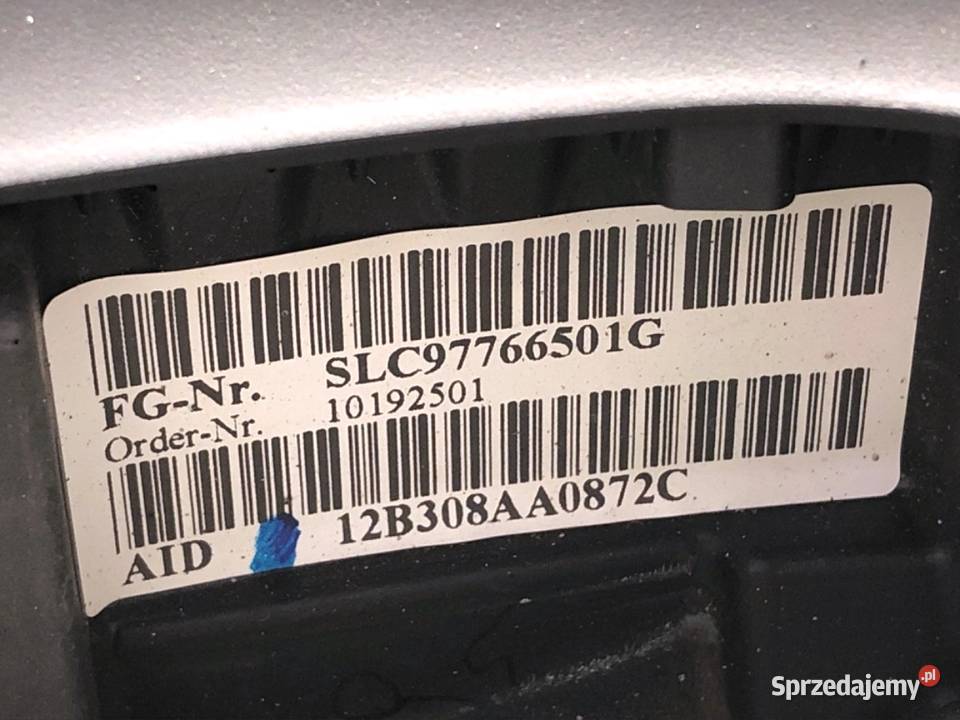 FG-Nr. SLC97766501G
Order-Nr. 10192501
AID 12B308AA0872C
Sprzedajemy.pl